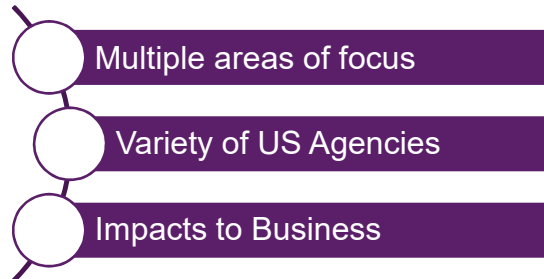 Multiple areas of focus
Variety of US Agencies
Impacts to Business